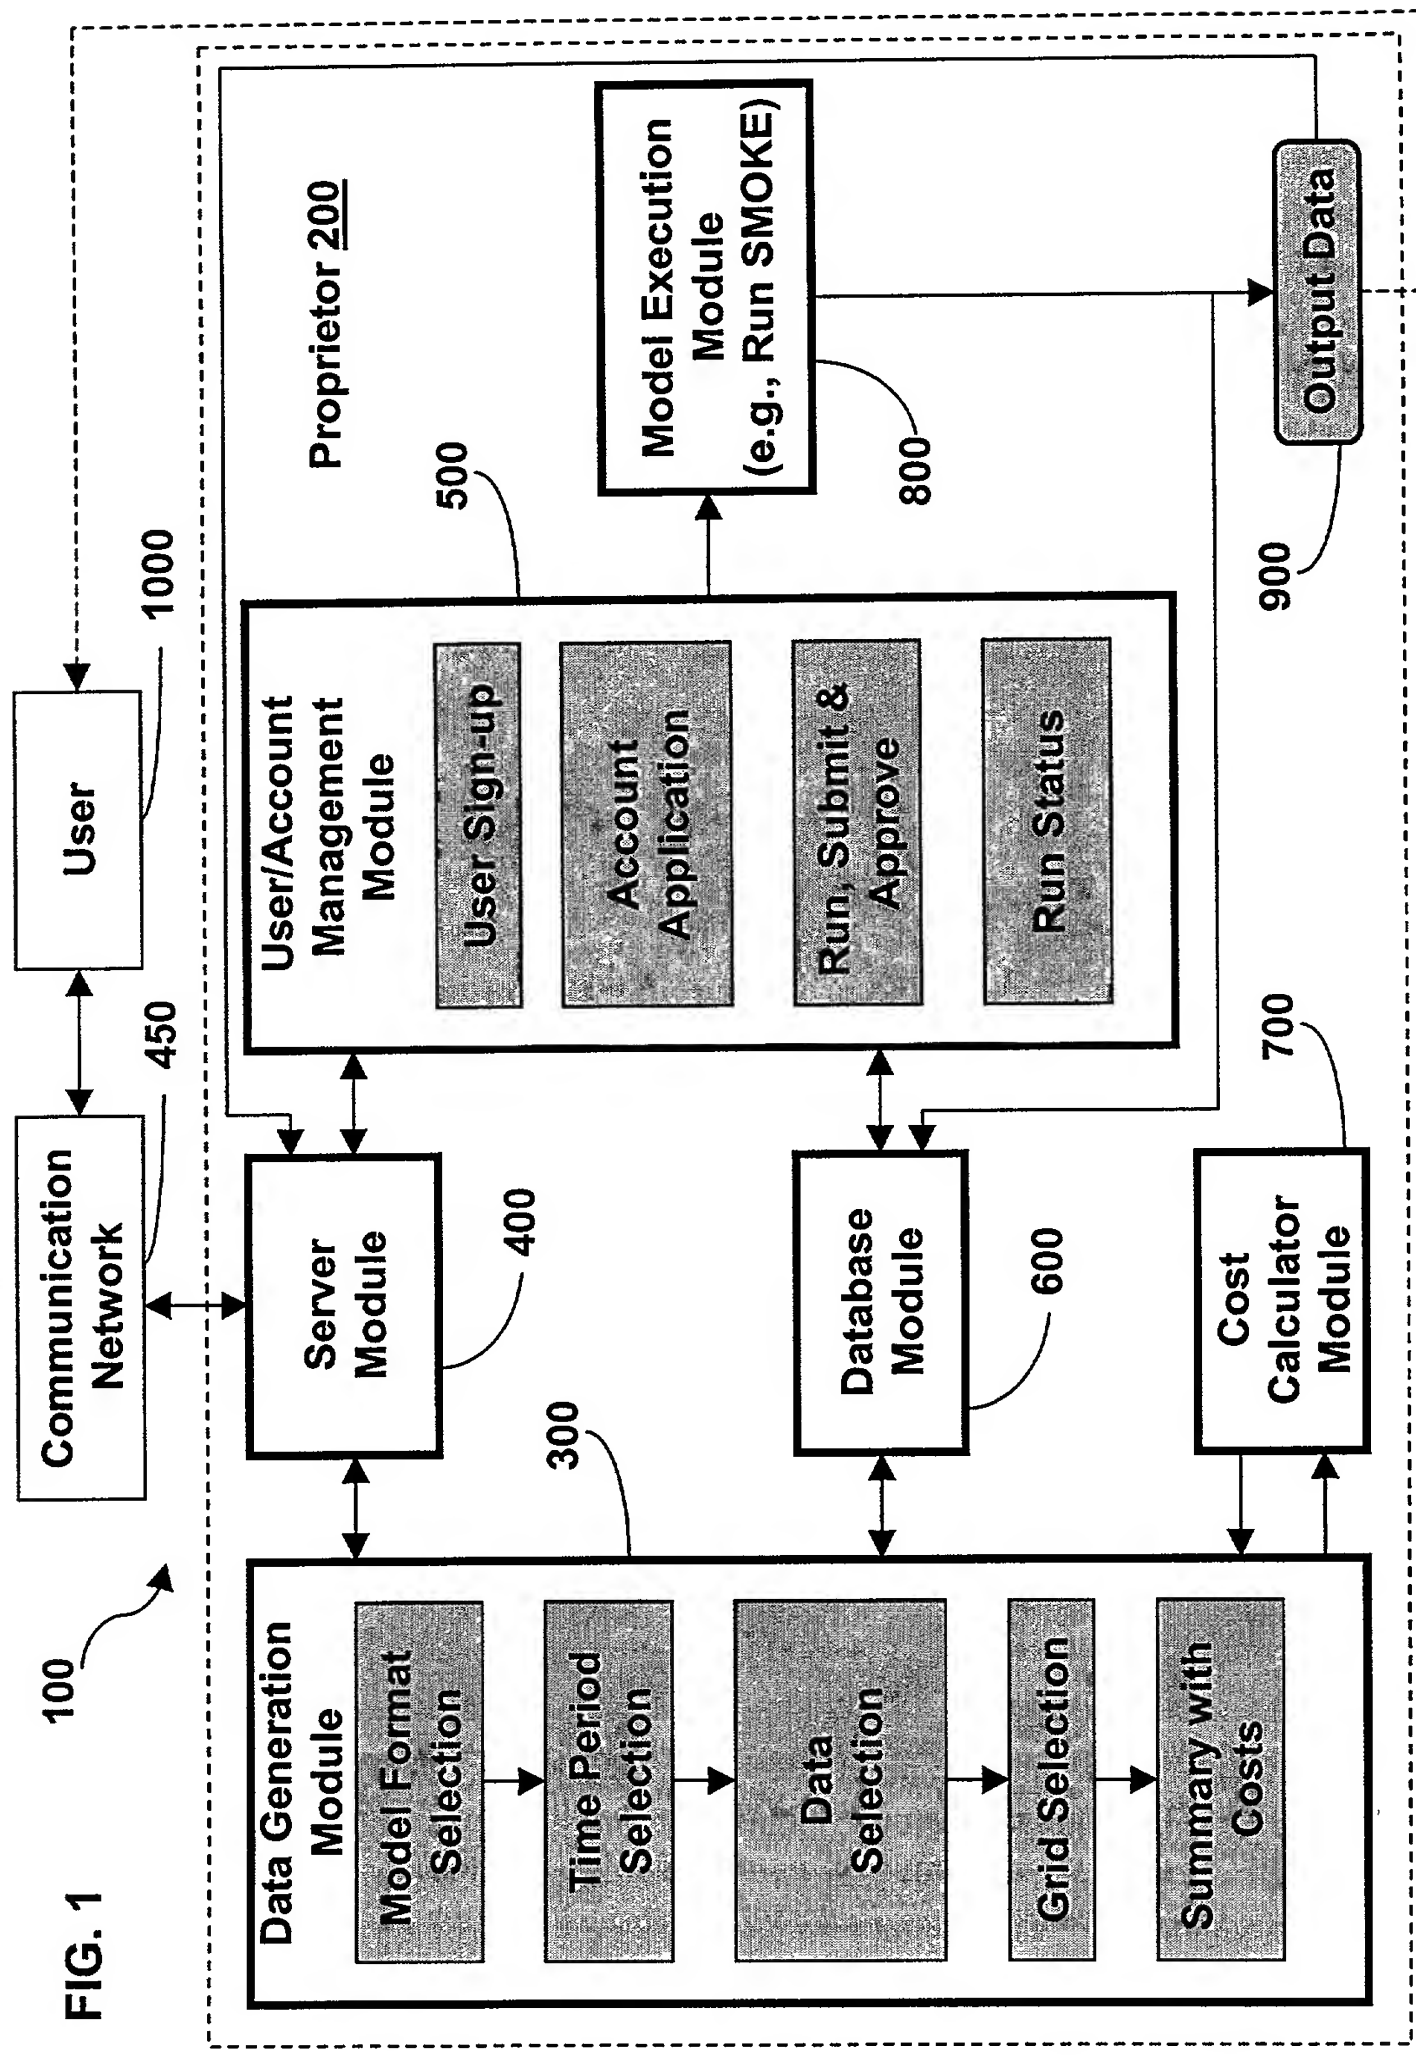 FIG. 1
100
Communication
Network
450
User
1000
Proprietor 200
Data Generation
Module
Model Format
Selection
Time Period
Selection
Data
Selection
Grid Selection
Summary with
Costs
300
Server
Module
400
Database
Module
600
Cost
Calculator
Module
700
User/Account
Management
Module
User Sign-up
Account
Application
Run, Submit &
Approve
Run Status
500
Model Execution
Module
(e.g., Run SMOKE)
800
Output Data
900